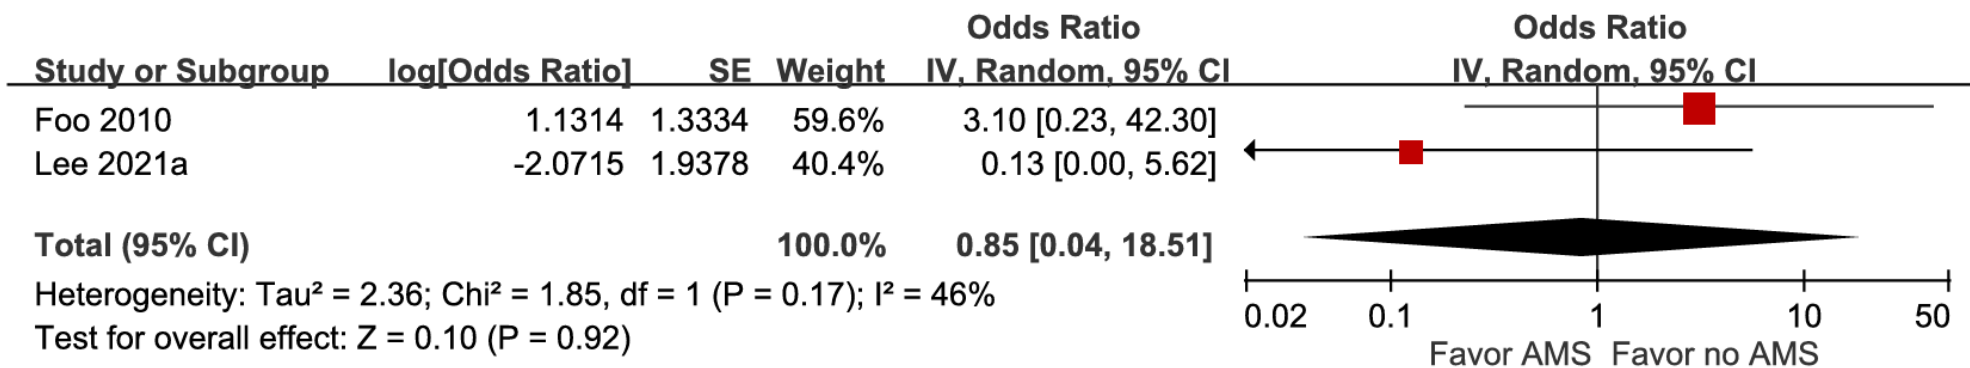 Odds Ratio Odds Ratio
Study or Subgroup log[Odds Ratio] SE Weight IV, Random, 95% CI IV, Random, 95% CI
Foo 2010 1.1314 1.3334 59.6% 3.10 [0.23, 42.30]
Lee 2021a -2.0715 1.9378 40.4% 0.13 [0.00, 5.62]
Total (95% CI) 100.0% 0.85 [0.04, 18.51]
Heterogeneity: Tau² = 2.36; Chi² = 1.85, df = 1 (P = 0.17); I² = 46%
Test for overall effect: Z = 0.10 (P = 0.92)
0.02 0.1 1 10 50
Favor AMS Favor no AMS